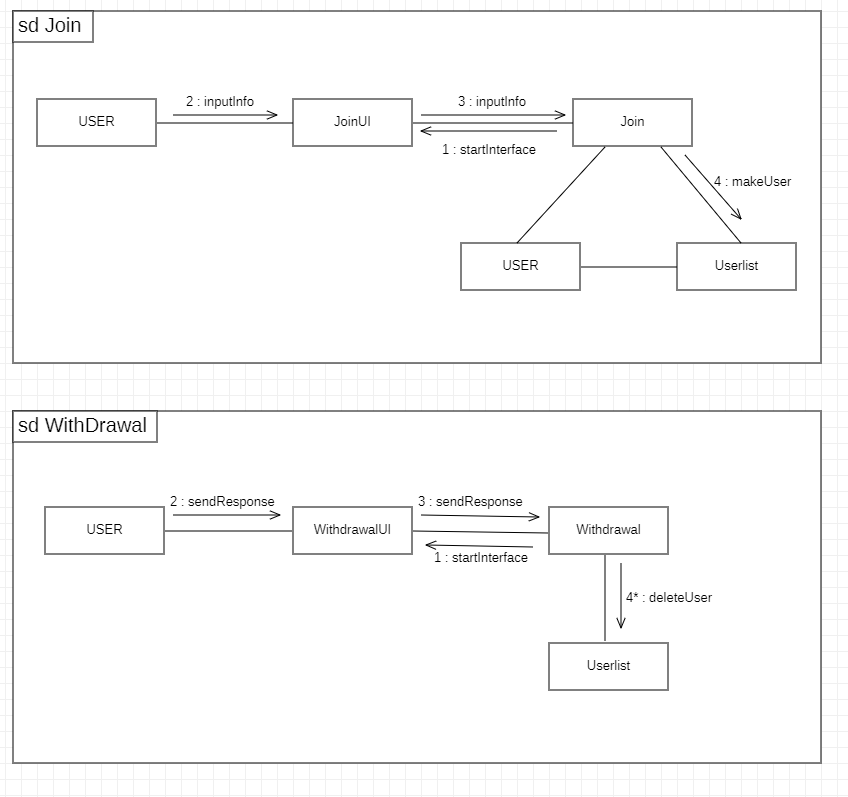 sd Join
2 : inputInfo
3 : inputInfo
USER
JoinUI
Join
1 : startInterface
4 : makeUser
USER
Userlist
sd WithDrawal
2 : sendResponse
3 : sendResponse
USER
WithdrawalUI
Withdrawal
1 : startInterface
4* : deleteUser
Userlist